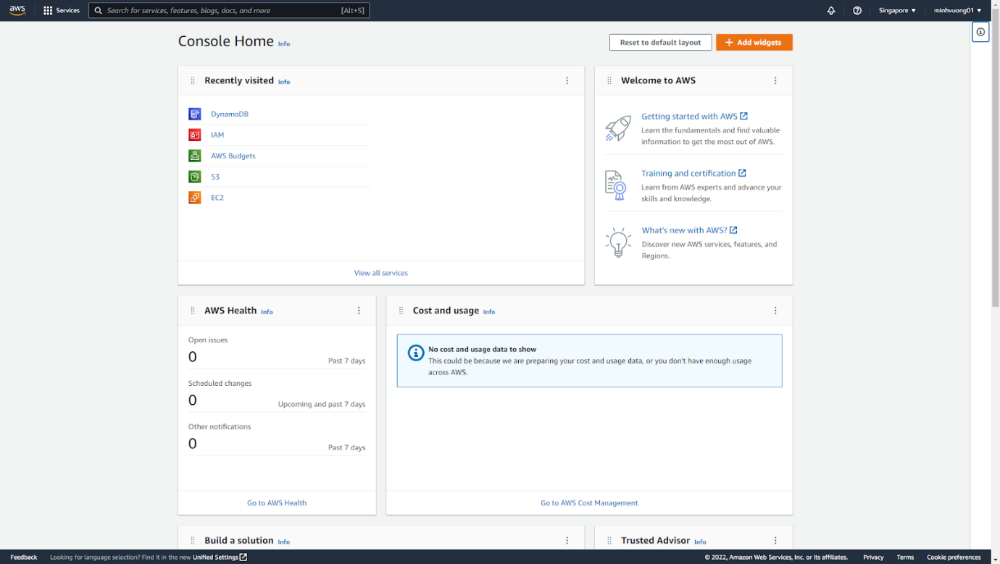 aws
Services
Search for services, features, blogs, docs, and more
[Alt+S]
Singapore
minhvuong01
Console Home Info
Reset to default layout
Add widgets
Recently visited Info
DynamoDB
IAM
AWS Budgets
S3
EC2
View all services
Welcome to AWS
Getting started with AWS
Learn the fundamentals and find valuable
information to get the most out of AWS.
Training and certification
Learn from AWS experts and advance your
skills and knowledge.
What's new with AWS?
Discover new AWS services, features, and
Regions.
AWS Health Info
Open issues
0
Past 7 days
Scheduled changes
0
Upcoming and past 7 days
Other notifications
0
Past 7 days
Go to AWS Health
Cost and usage Info
No cost and usage data to show
This could be because we are preparing your cost and usage data, or you don't have enough usage
across AWS.
Go to AWS Cost Management
Build a solution Info
Trusted Advisor Info
Feedback
Looking for language selection? Find it in the new Unified Settings
© 2022, Amazon Web Services, Inc. or its affiliates.
Privacy
Terms
Cookie preferences